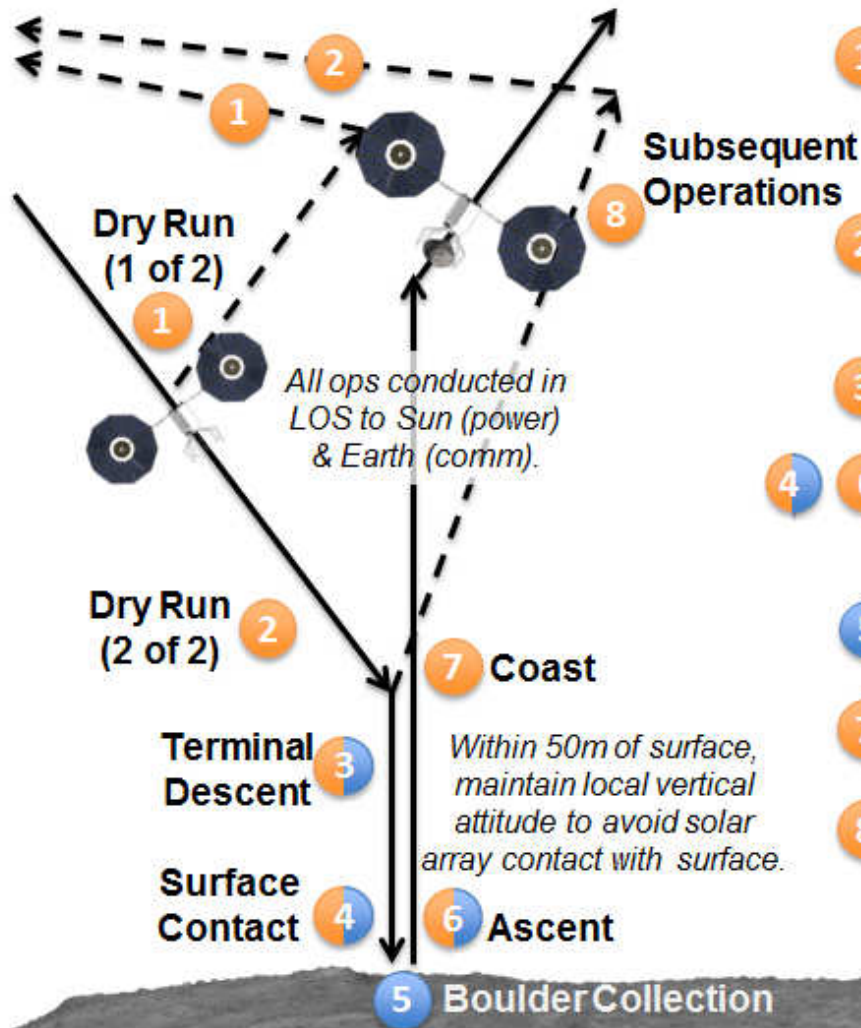 2
1
Subsequent
Operations
8
Dry Run
(1 of 2)
1
All ops conducted in
LOS to Sun (power)
& Earth (comm).
4
Dry Run
(2 of 2)
2
7 Coast
Terminal
Descent
3
Within 50m of surface,
maintain local vertical
attitude to avoid solar
array contact with surface.
Surface
Contact
4
6 Ascent
5 Boulder Collection